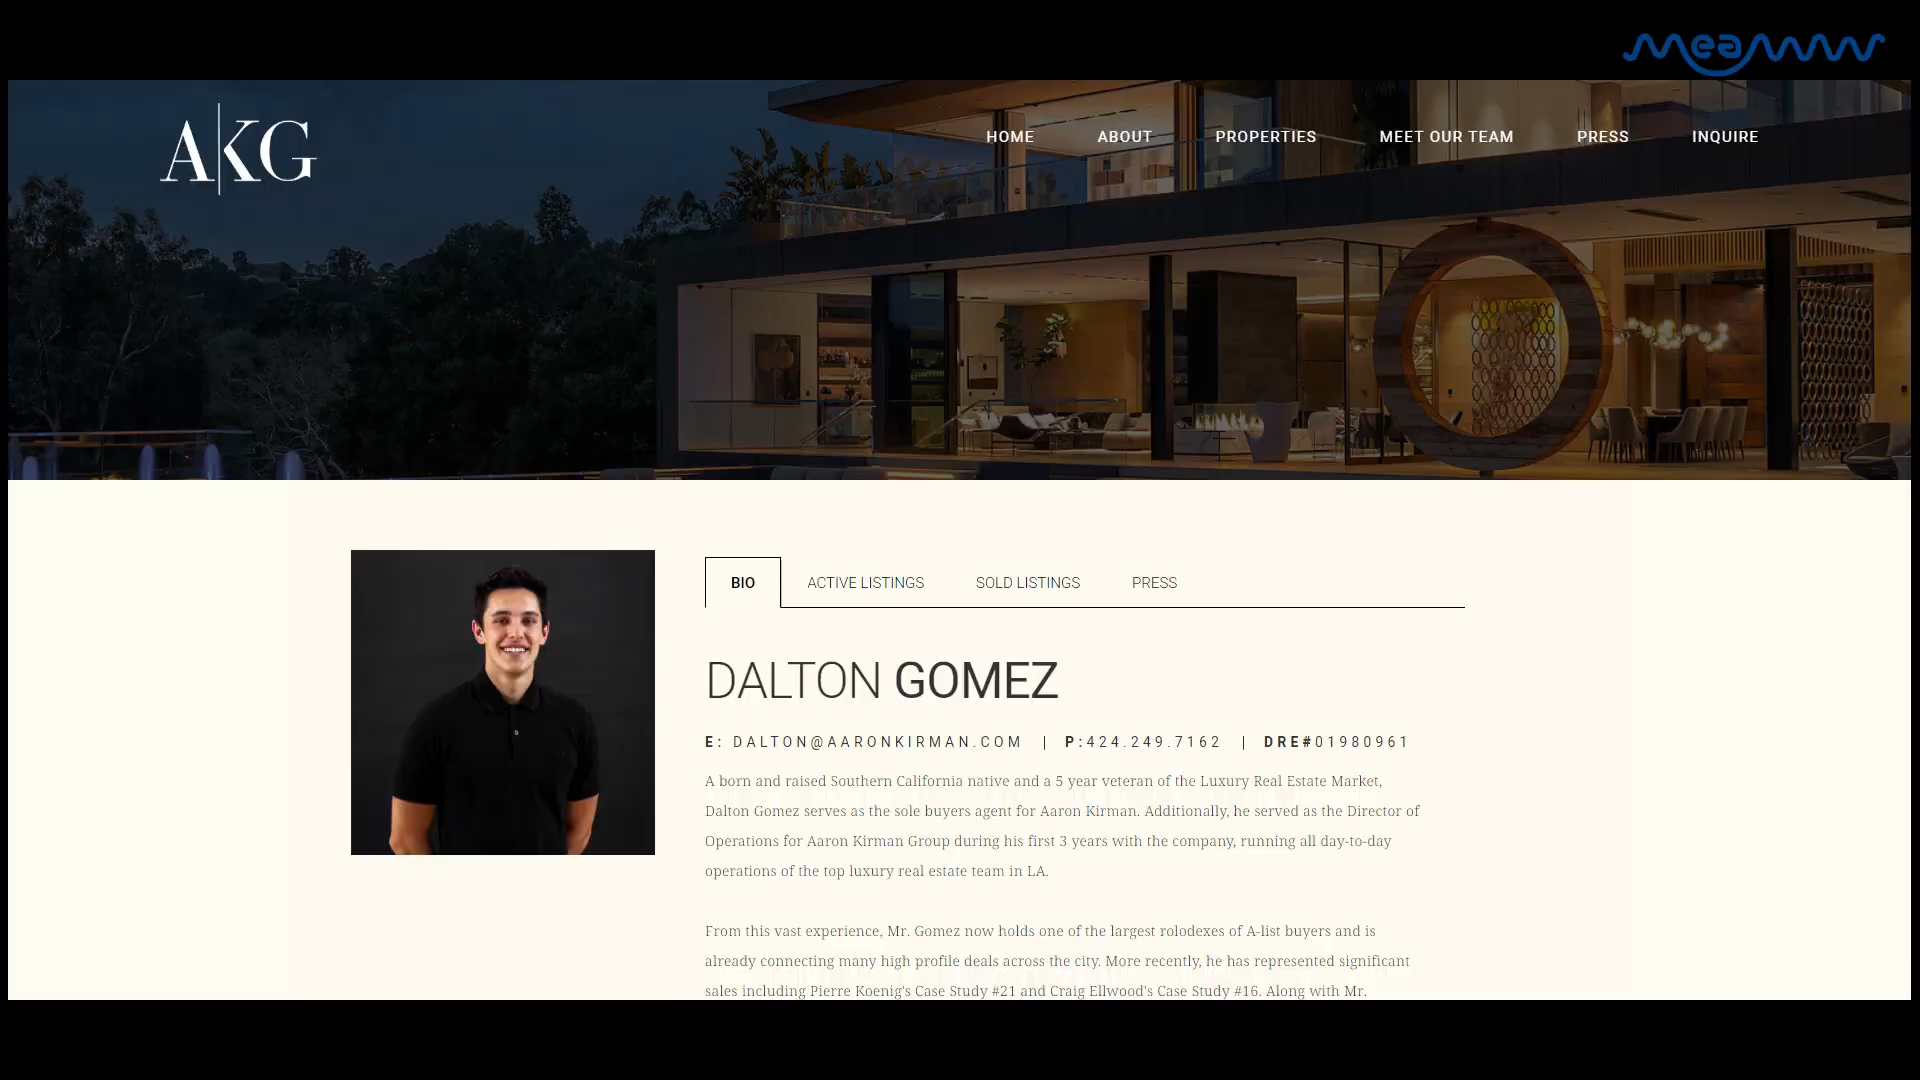 meaWW
A|KG
HOME ABOUT PROPERTIES MEET OUR TEAM PRESS INQUIRE
BIO ACTIVE LISTINGS SOLD LISTINGS PRESS
DALTON GOMEZ
E: DALTON@AARONKIRMAN.COM | P:424.249.7162 | DRE#01980961
A born and raised Southern California native and a 5 year veteran of the Luxury Real Estate Market,
Dalton Gomez serves as the sole buyers agent for Aaron Kirman. Additionally, he served as the Director of
Operations for Aaron Kirman Group during his first 3 years with the company, running all day-to-day
operations of the top luxury real estate team in LA.
From this vast experience, Mr. Gomez now holds one of the largest rolodexes of A-list buyers and is
already connecting many high profile deals across the city. More recently, he has represented significant
sales including Pierre Koenig's Case Study #21 and Craig Ellwood's Case Study #16. Along with Mr.